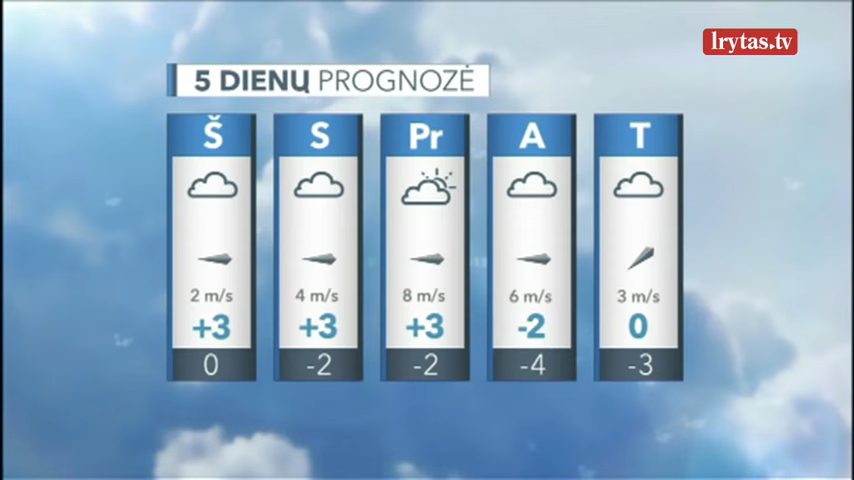 lrytas.tv
5 DIENŲ PROGNOZĖ
Š S Pr A T
2 m/s 4 m/s 8 m/s 6 m/s 3 m/s
+3 +3 +3 -2 0
0 -2 -2 -4 -3